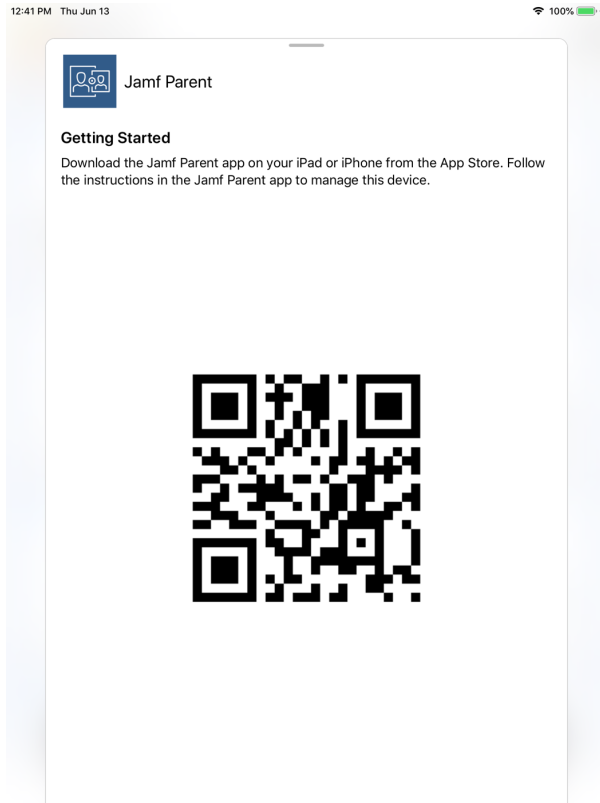 12:41 PM Thu Jun 13 100%
Jamf Parent
Getting Started
Download the Jamf Parent app on your iPad or iPhone from the App Store. Follow
the instructions in the Jamf Parent app to manage this device.